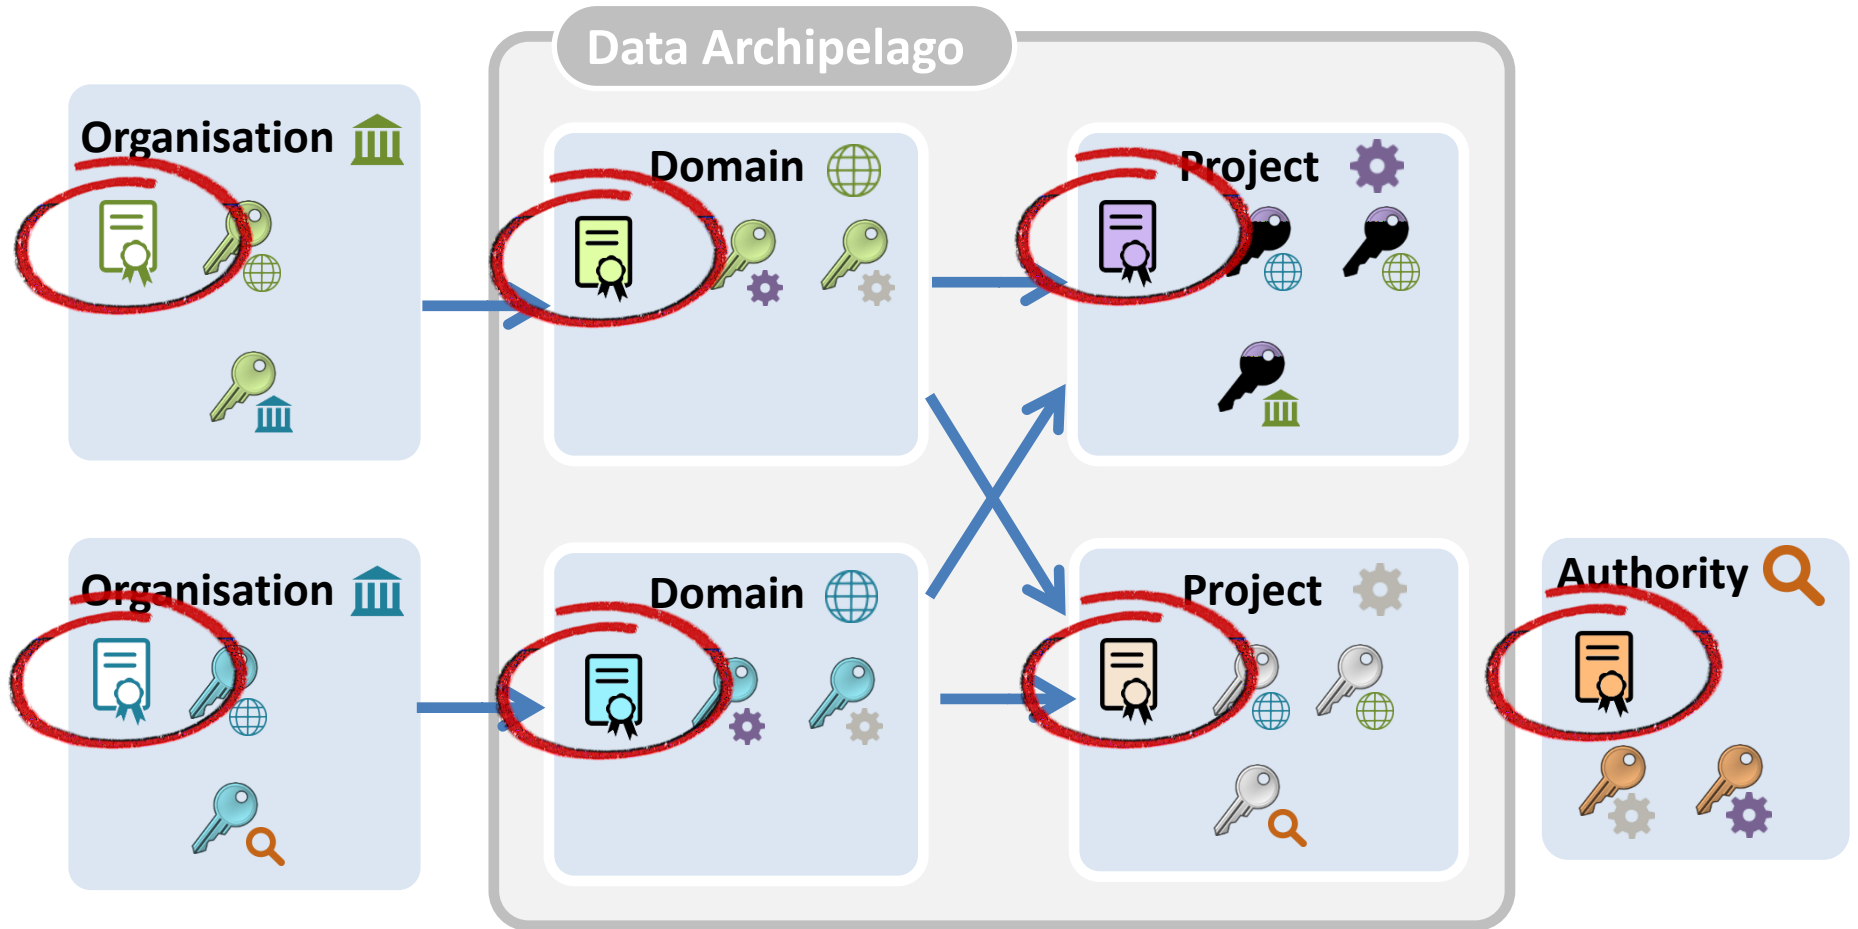 Data Archipelago
Organisation
Domain
Project
Organisation
Domain
Project
Authority